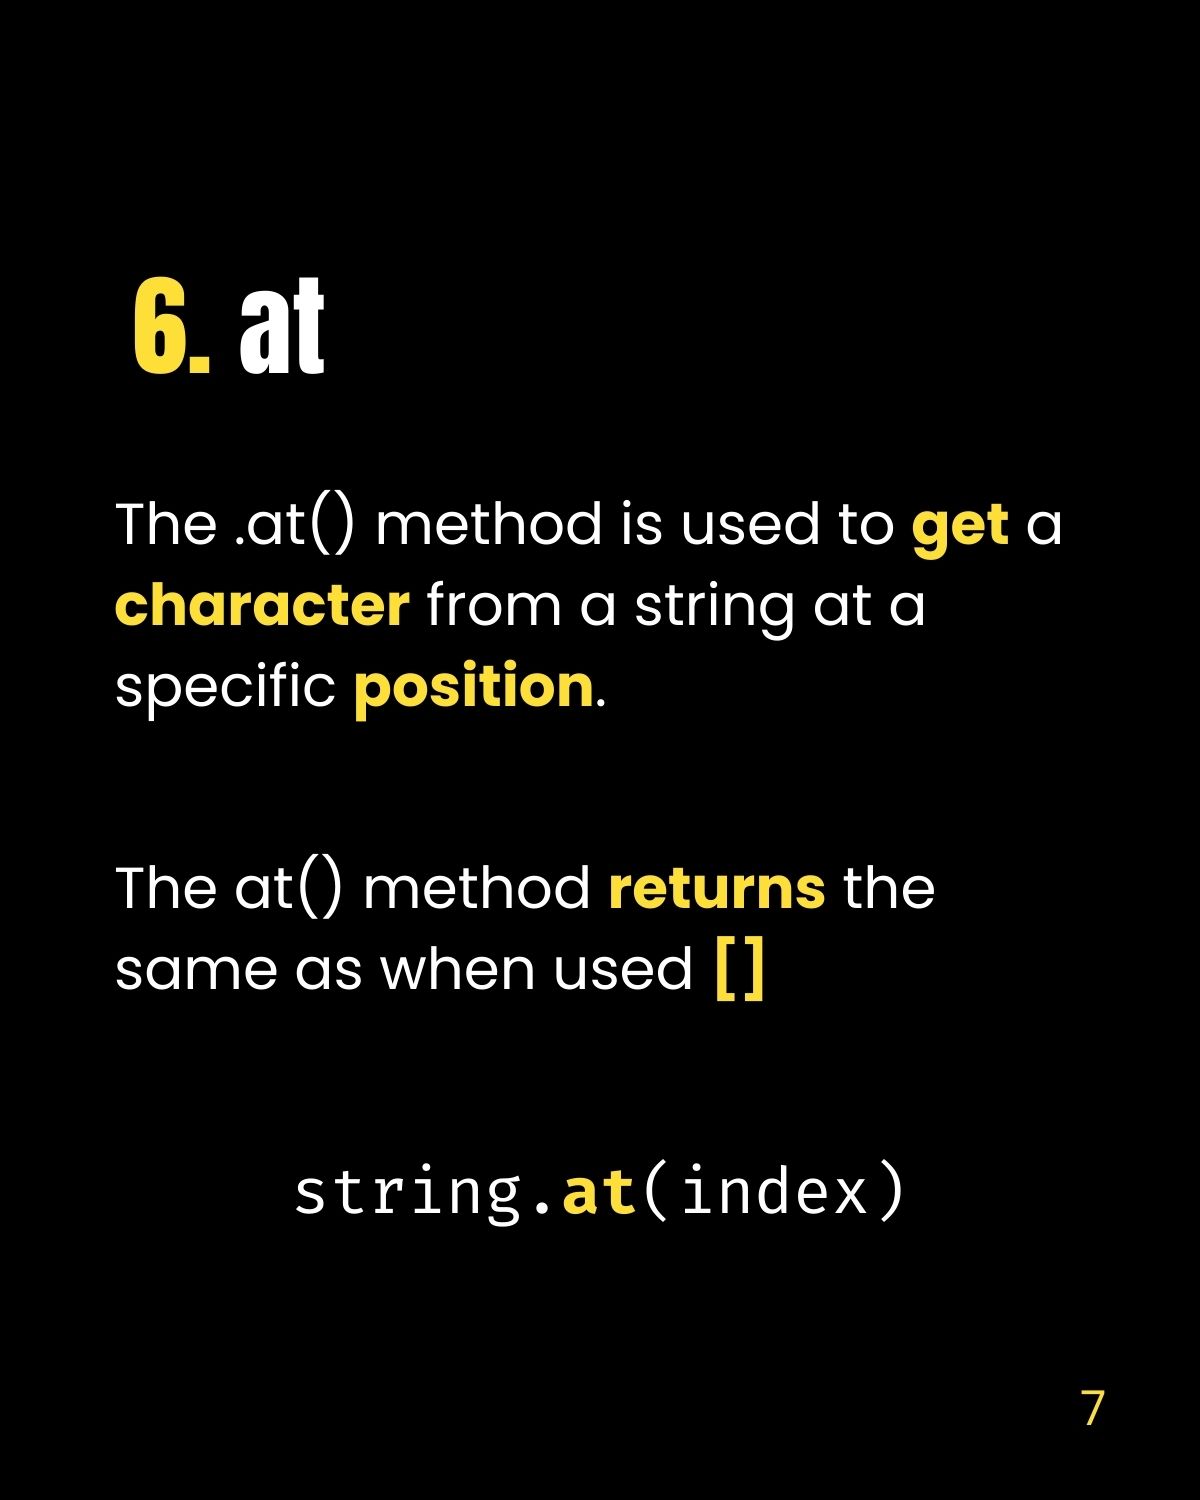 6. at
The .at() method is used to get a
character from a string at a
specific position.
The at() method returns the
same as when used []
string.at(index)
7